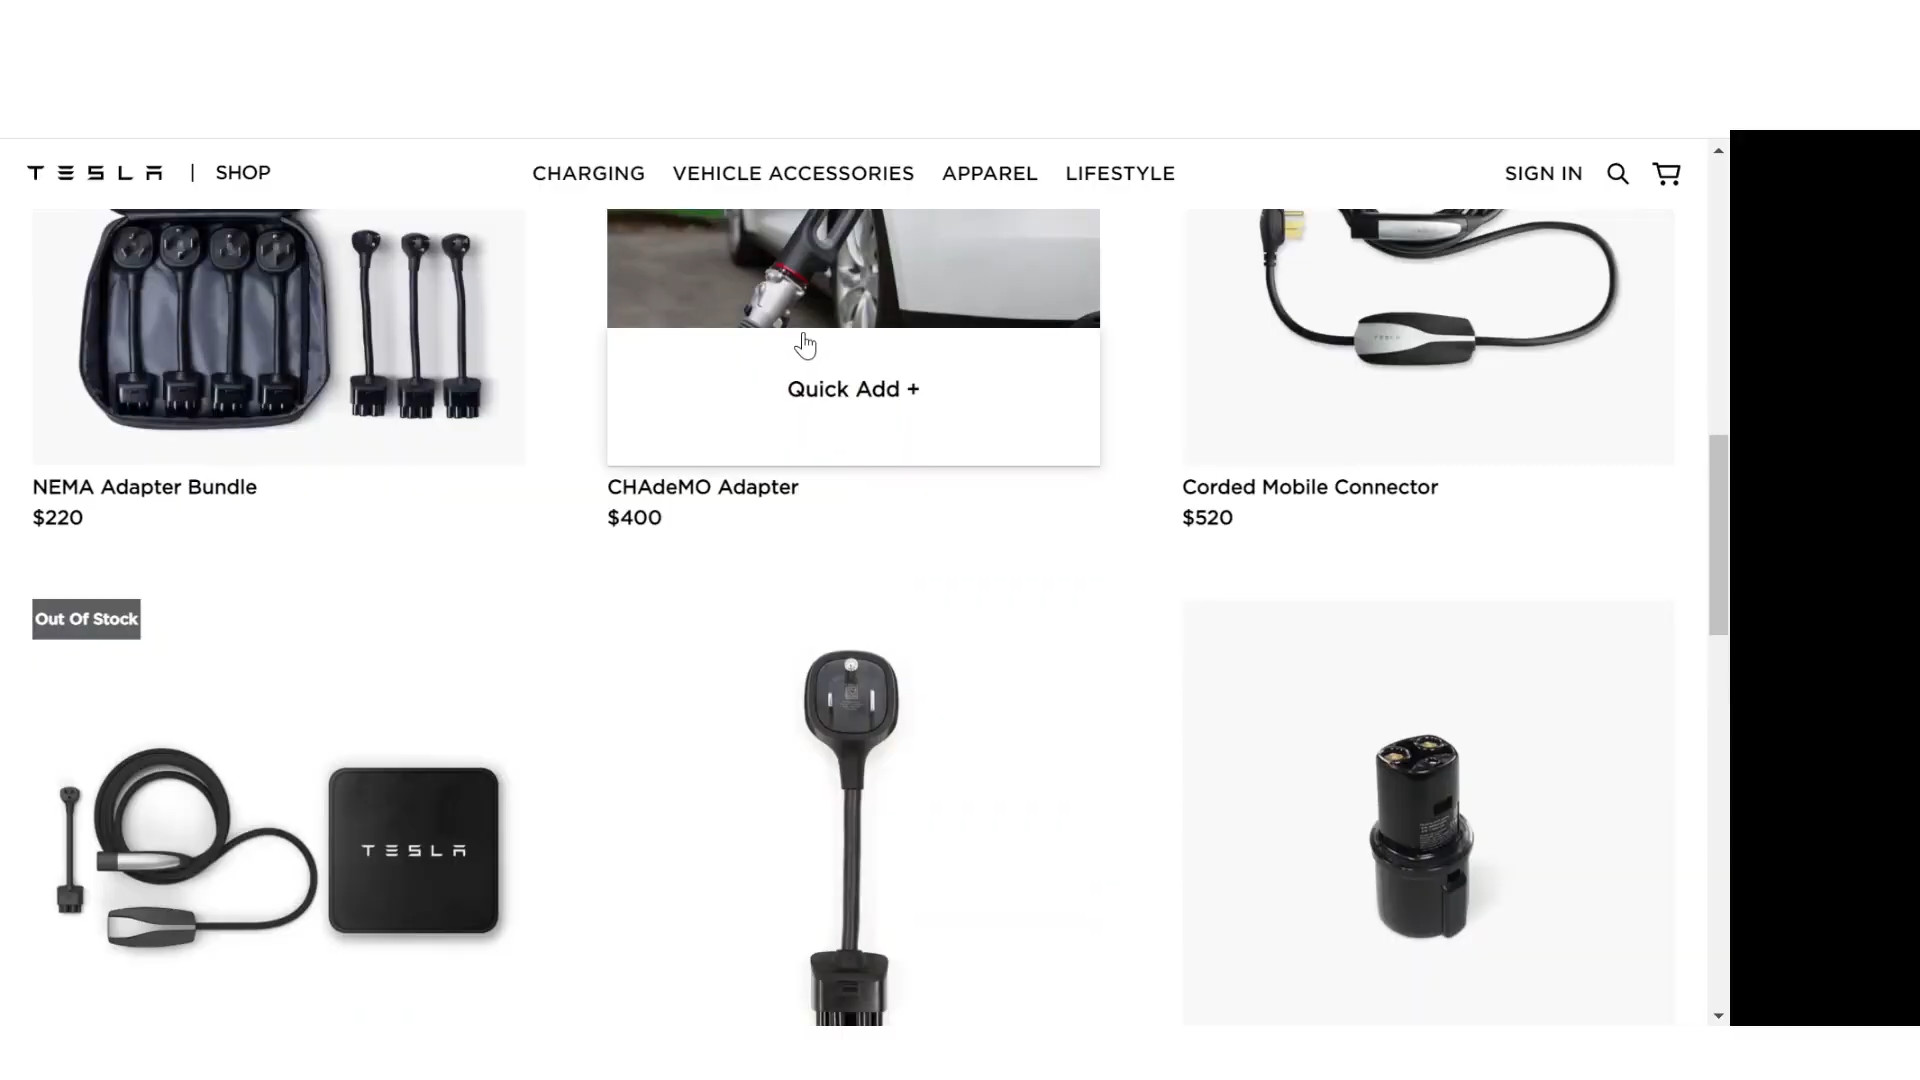 TESLA | SHOP
CHARGING VEHICLE ACCESSORIES APPAREL LIFESTYLE
SIGN IN
Quick Add +
NEMA Adapter Bundle
$220
CHAdeMO Adapter
$400
Corded Mobile Connector
$520
Out Of Stock
TESLA